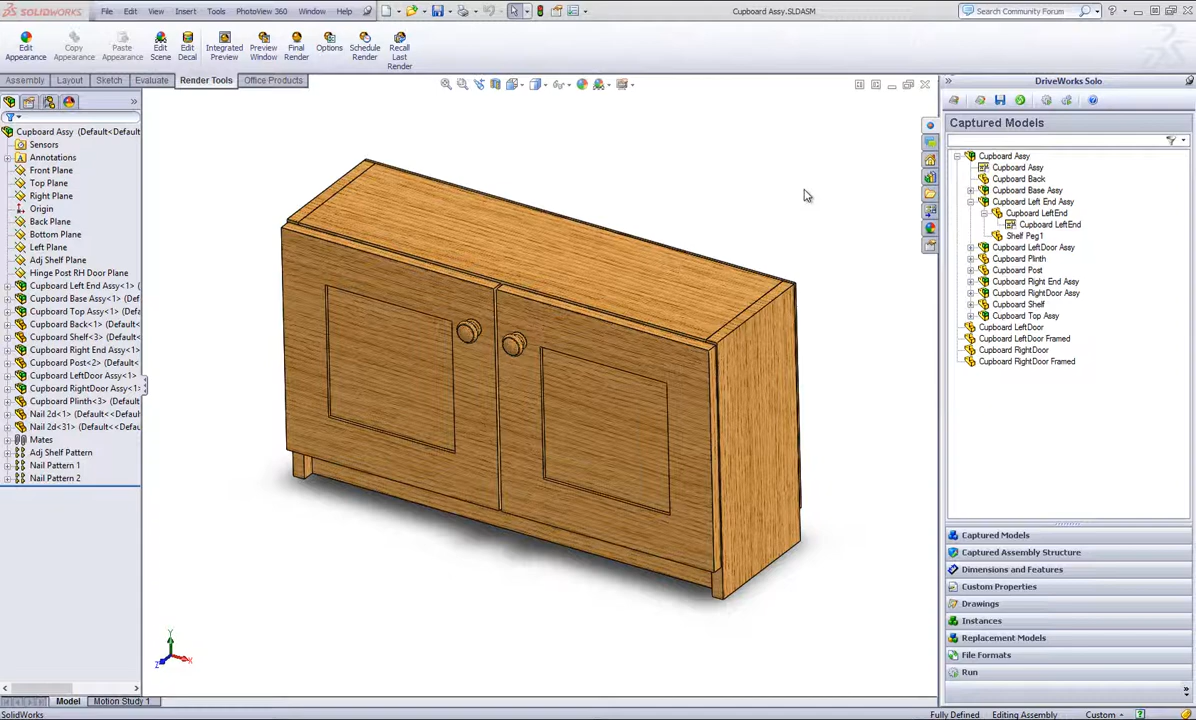 SOLIDWORKS File Edit View Insert Tools PhotoView 360 Window Help Cupboard Assy.SLDASM Search Community Forum
Edit Appearance
Copy Appearance
Paste Appearance
Edit Scene
Edit Decal
Integrated Preview
Preview Window
Final Render
Options
Schedule Render
Recall Last Render
Assembly Layout Sketch Evaluate Render Tools Office Products
Cupboard Assy (Default<Default
Sensors
Annotations
Front Plane
Top Plane
Right Plane
Origin
Back Plane
Bottom Plane
Left Plane
Adj Shelf Plane
Hinge Post RH Door Plane
Cupboard Left End Assy<1> (
Cupboard Base Assy<1> (Def
Cupboard Top Assy<1> (Defa
Cupboard Back<1> (Default<
Cupboard Shelf<3> (Default<
Cupboard Right End Assy<1>
Cupboard Post<2> (Default<
Cupboard LeftDoor Assy<1>
Cupboard RightDoor Assy<1>
Cupboard Plinth<3> (Default<
Nail 2d<1> (Default<<Default
Nail 2d<31> (Default<<Defau
Mates
Adj Shelf Pattern
Nail Pattern 1
Nail Pattern 2
Y
X
Z
DriveWorks Solo
Captured Models
Cupboard Assy
Cupboard Assy
Cupboard Back
Cupboard Base Assy
Cupboard Left End Assy
Cupboard LeftEnd
Cupboard LeftEnd
Shelf Peg1
Cupboard LeftDoor Assy
Cupboard Plinth
Cupboard Post
Cupboard Right End Assy
Cupboard RightDoor Assy
Cupboard Shelf
Cupboard Top Assy
Cupboard LeftDoor
Cupboard LeftDoor Framed
Cupboard RightDoor
Cupboard RightDoor Framed
Captured Models
Captured Assembly Structure
Dimensions and Features
Custom Properties
Drawings
Instances
Replacement Models
File Formats
Run
Model Motion Study 1
SolidWorks Fully Defined Editing Assembly Custom